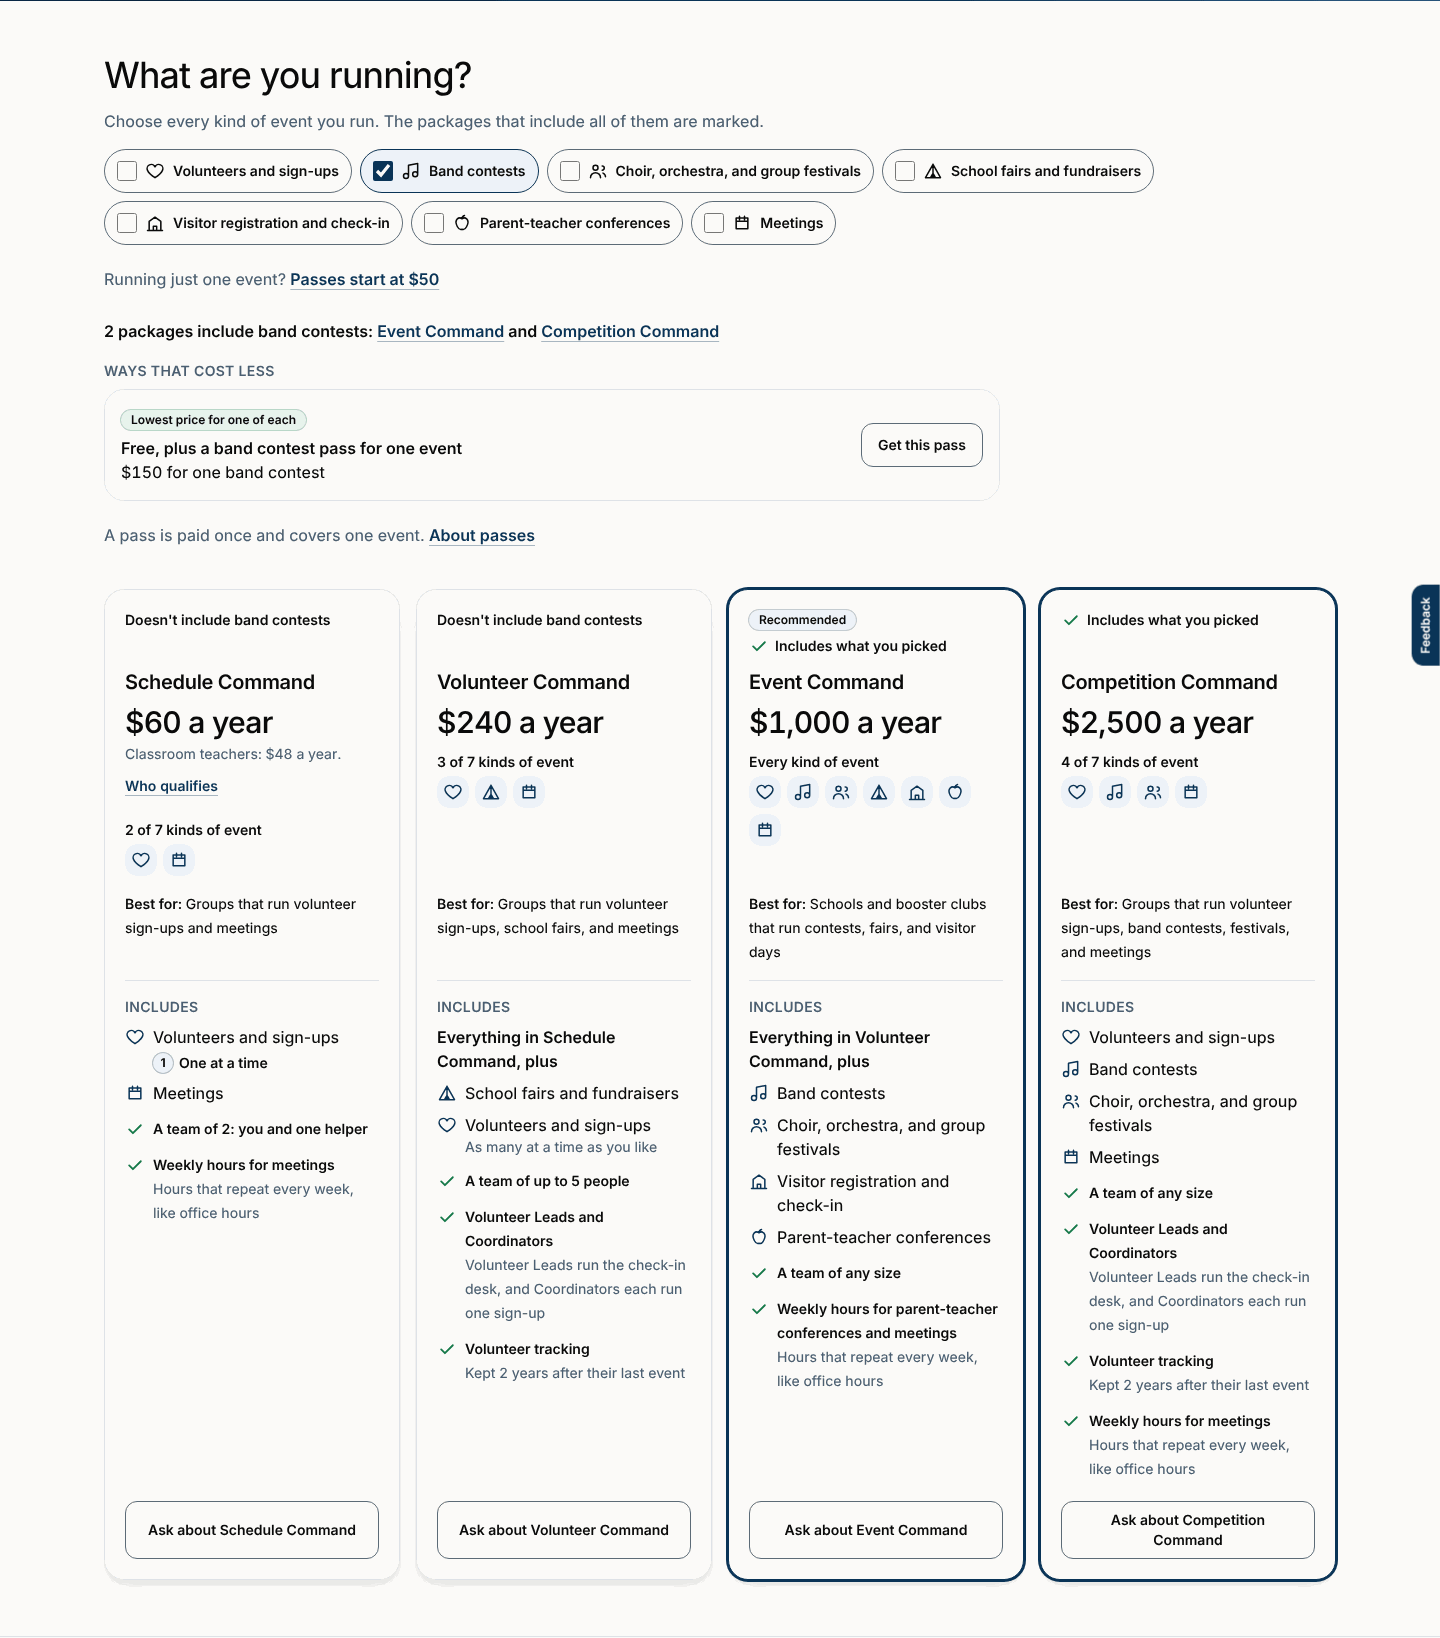 What are you running?
Choose every kind of event you run. The packages that include all of them are marked.
Volunteers and sign-ups
Band contests
Choir, orchestra, and group festivals
School fairs and fundraisers
Visitor registration and check-in
Parent-teacher conferences
Meetings
Running just one event? Passes start at $50
2 packages include band contests: Event Command and Competition Command
WAYS THAT COST LESS
Lowest price for one of each
Free, plus a band contest pass for one event
$150 for one band contest
Get this pass
A pass is paid once and covers one event. About passes
Feedback
Doesn't include band contests
Schedule Command
$60 a year
Classroom teachers: $48 a year.
Who qualifies
2 of 7 kinds of event
Best for: Groups that run volunteer
sign-ups and meetings
INCLUDES
Volunteers and sign-ups
1 One at a time
Meetings
A team of 2: you and one helper
Weekly hours for meetings
Hours that repeat every week,
like office hours
Ask about Schedule Command
Doesn't include band contests
Volunteer Command
$240 a year
3 of 7 kinds of event
Best for: Groups that run volunteer
sign-ups, school fairs, and meetings
INCLUDES
Everything in Schedule
Command, plus
School fairs and fundraisers
Volunteers and sign-ups
As many at a time as you like
A team of up to 5 people
Volunteer Leads and
Coordinators
Volunteer Leads run the check-in
desk, and Coordinators each run
one sign-up
Volunteer tracking
Kept 2 years after their last event
Ask about Volunteer Command
Recommended
Includes what you picked
Event Command
$1,000 a year
Every kind of event
Best for: Schools and booster clubs
that run contests, fairs, and visitor
days
INCLUDES
Everything in Volunteer
Command, plus
Band contests
Choir, orchestra, and group
festivals
Visitor registration and
check-in
Parent-teacher conferences
A team of any size
Weekly hours for parent-teacher
conferences and meetings
Hours that repeat every week,
like office hours
Ask about Event Command
Includes what you picked
Competition Command
$2,500 a year
4 of 7 kinds of event
Best for: Groups that run volunteer
sign-ups, band contests, festivals,
and meetings
INCLUDES
Volunteers and sign-ups
Band contests
Choir, orchestra, and group
festivals
Meetings
A team of any size
Volunteer Leads and
Coordinators
Volunteer Leads run the check-in
desk, and Coordinators each run
one sign-up
Volunteer tracking
Kept 2 years after their last event
Weekly hours for meetings
Hours that repeat every week,
like office hours
Ask about Competition
Command